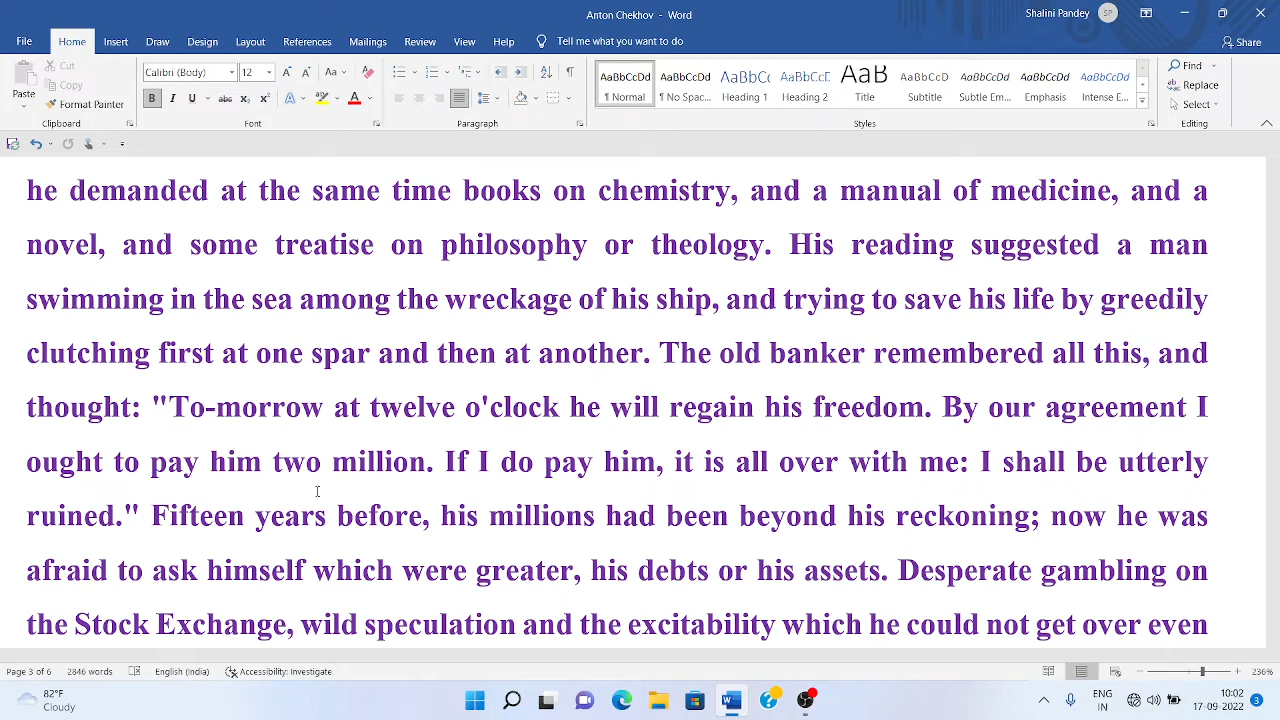 Anton Chekhov - Word
Shalini Pandey
SP
File Home Insert Draw Design Layout References Mailings Review View Help Tell me what you want to do
Share
Paste
Cut
Copy
Format Painter
Clipboard
Calibri (Body) 12
Font
Paragraph
AaBbCcDd AaBbCcDd AaBbCc AaBbCcE AaB AaBbCcD AaBbCcDd AaBbCcDd AaBbCcDd
¶ Normal ¶ No Spac... Heading 1 Heading 2 Title Subtitle Subtle Em... Emphasis Intense E...
Styles
Find
Replace
Select
Editing
he demanded at the same time books on chemistry, and a manual of medicine, and a
novel, and some treatise on philosophy or theology. His reading suggested a man
swimming in the sea among the wreckage of his ship, and trying to save his life by greedily
clutching first at one spar and then at another. The old banker remembered all this, and
thought: "To-morrow at twelve o'clock he will regain his freedom. By our agreement I
ought to pay him two million. If I do pay him, it is all over with me: I shall be utterly
ruined." Fifteen years before, his millions had been beyond his reckoning; now he was
afraid to ask himself which were greater, his debts or his assets. Desperate gambling on
the Stock Exchange, wild speculation and the excitability which he could not get over even
Page 3 of 6 2846 words English (India) Accessibility: Investigate 236%
82°F
Cloudy
ENG
IN
10:02
17-09-2022
3